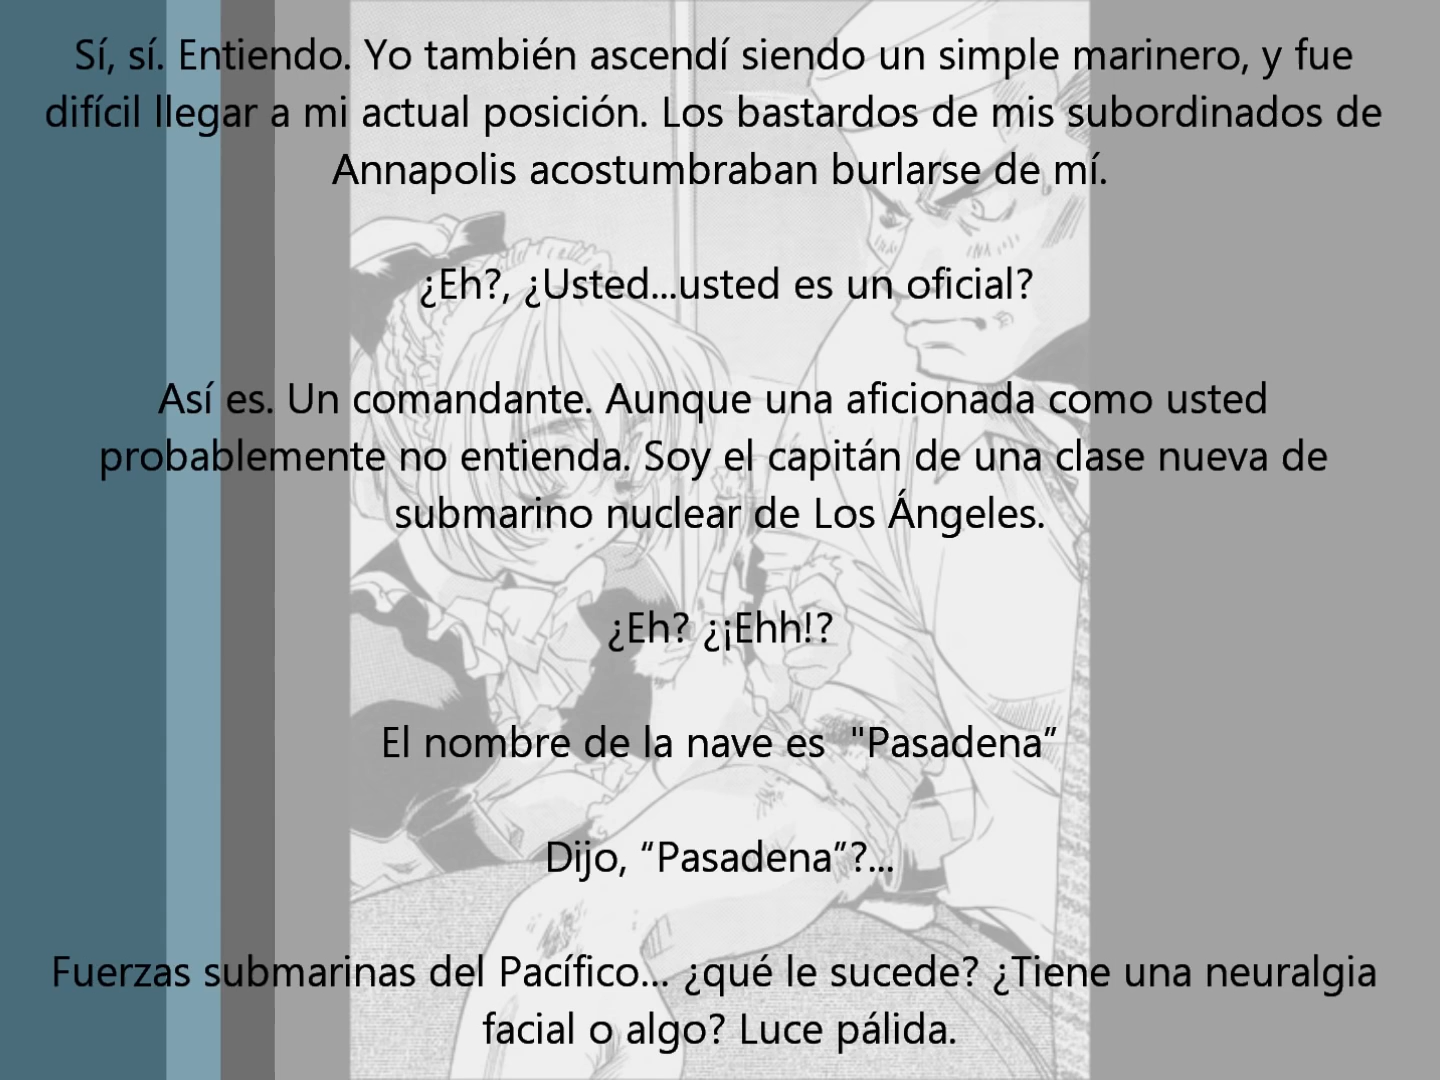 Sí, sí. Entiendo. Yo también ascendí siendo un simple marinero, y fue
difícil llegar a mi actual posición. Los bastardos de mis subordinados de
Annapolis acostumbraban burlarse de mí.
¿Eh?, ¿Usted...usted es un oficial?
Así es. Un comandante. Aunque una aficionada como usted
probablemente no entienda. Soy el capitán de una clase nueva de
submarino nuclear de Los Ángeles.
¿Eh? ¿¡Ehh!?
El nombre de la nave es  "Pasadena”
Dijo, “Pasadena”?...
Fuerzas submarinas del Pacífico... ¿qué le sucede? ¿Tiene una neuralgia
facial o algo? Luce pálida.